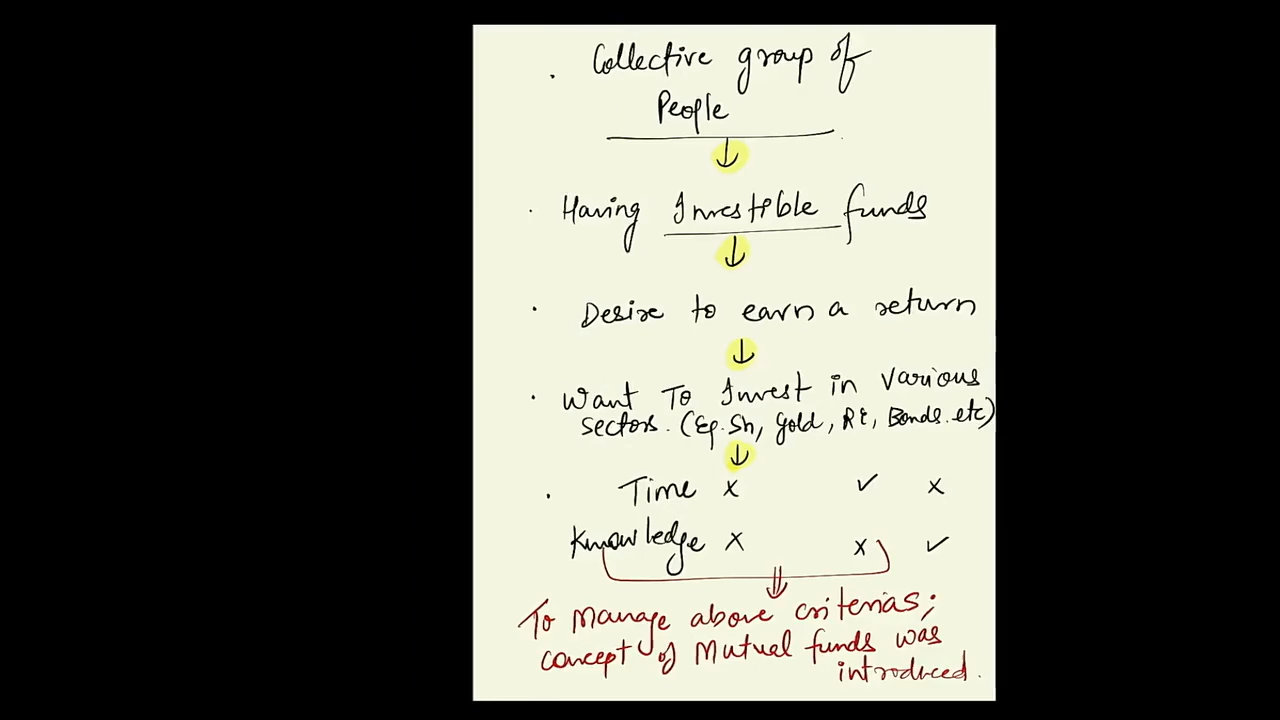 . Collective group of
People
↓
. Having Investible funds
↓
. Desire to earn a return
↓
. Want To Invest in various
sectors. (Eq. Sh, Gold, RE, Bonds. etc)
↓
. Time x ✓ x
Knowledge x x ✓
⇓
To Manage above criterias;
concept of Mutual funds was
introduced.